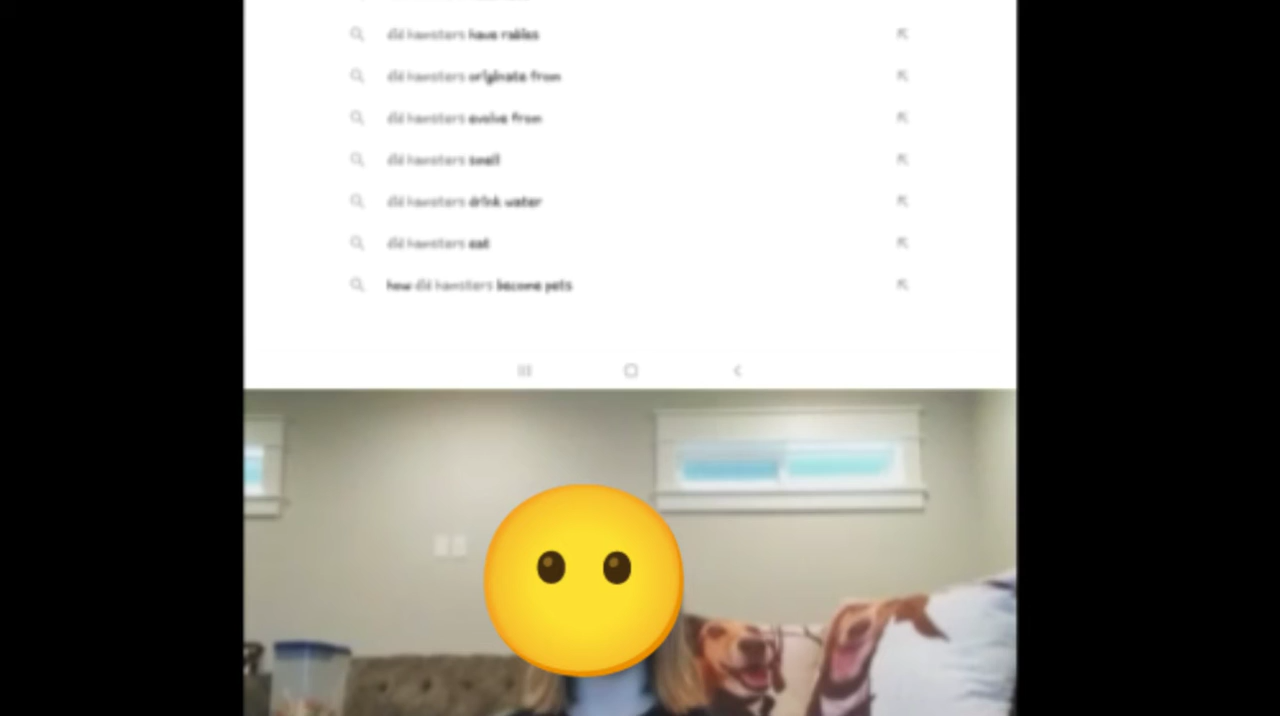 did hamsters have rabies
did hamsters originate from
did hamsters evolve from
did hamsters smell
did hamsters drink water
did hamsters eat
how did hamsters become pets